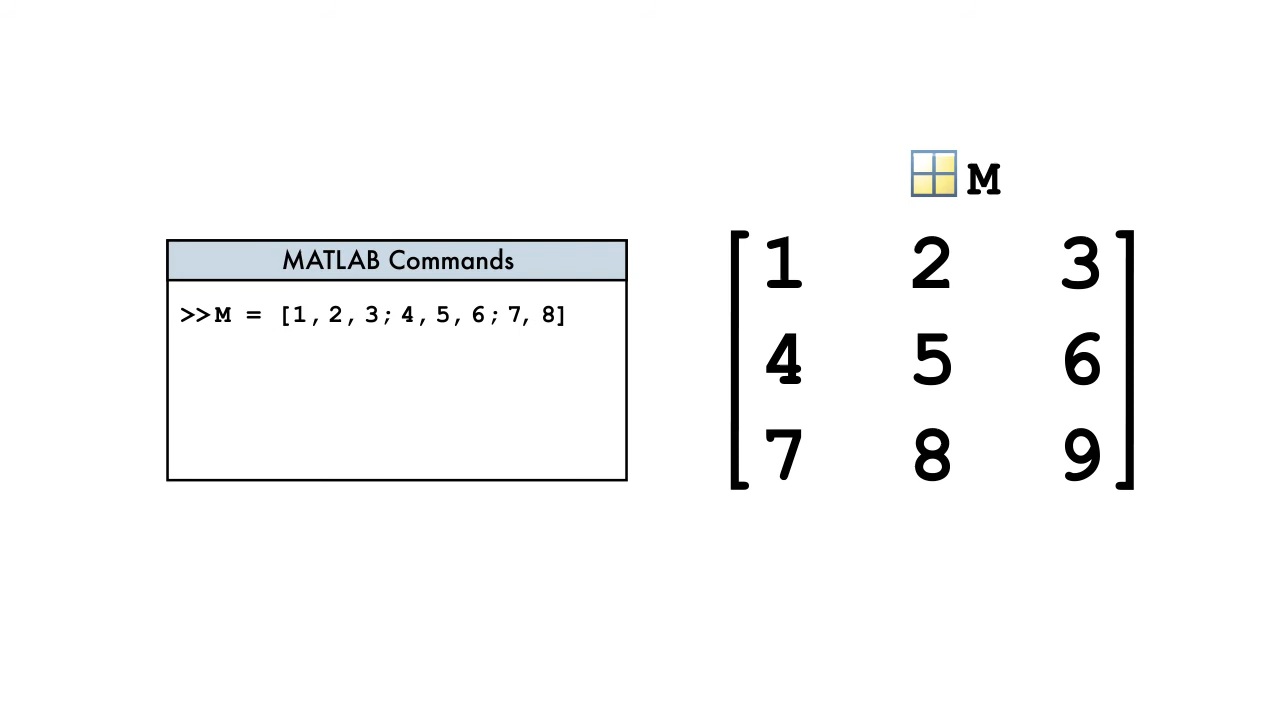 MATLAB Commands
>>M = [1, 2, 3; 4, 5, 6; 7, 8]
M
1 2 3
4 5 6
7 8 9